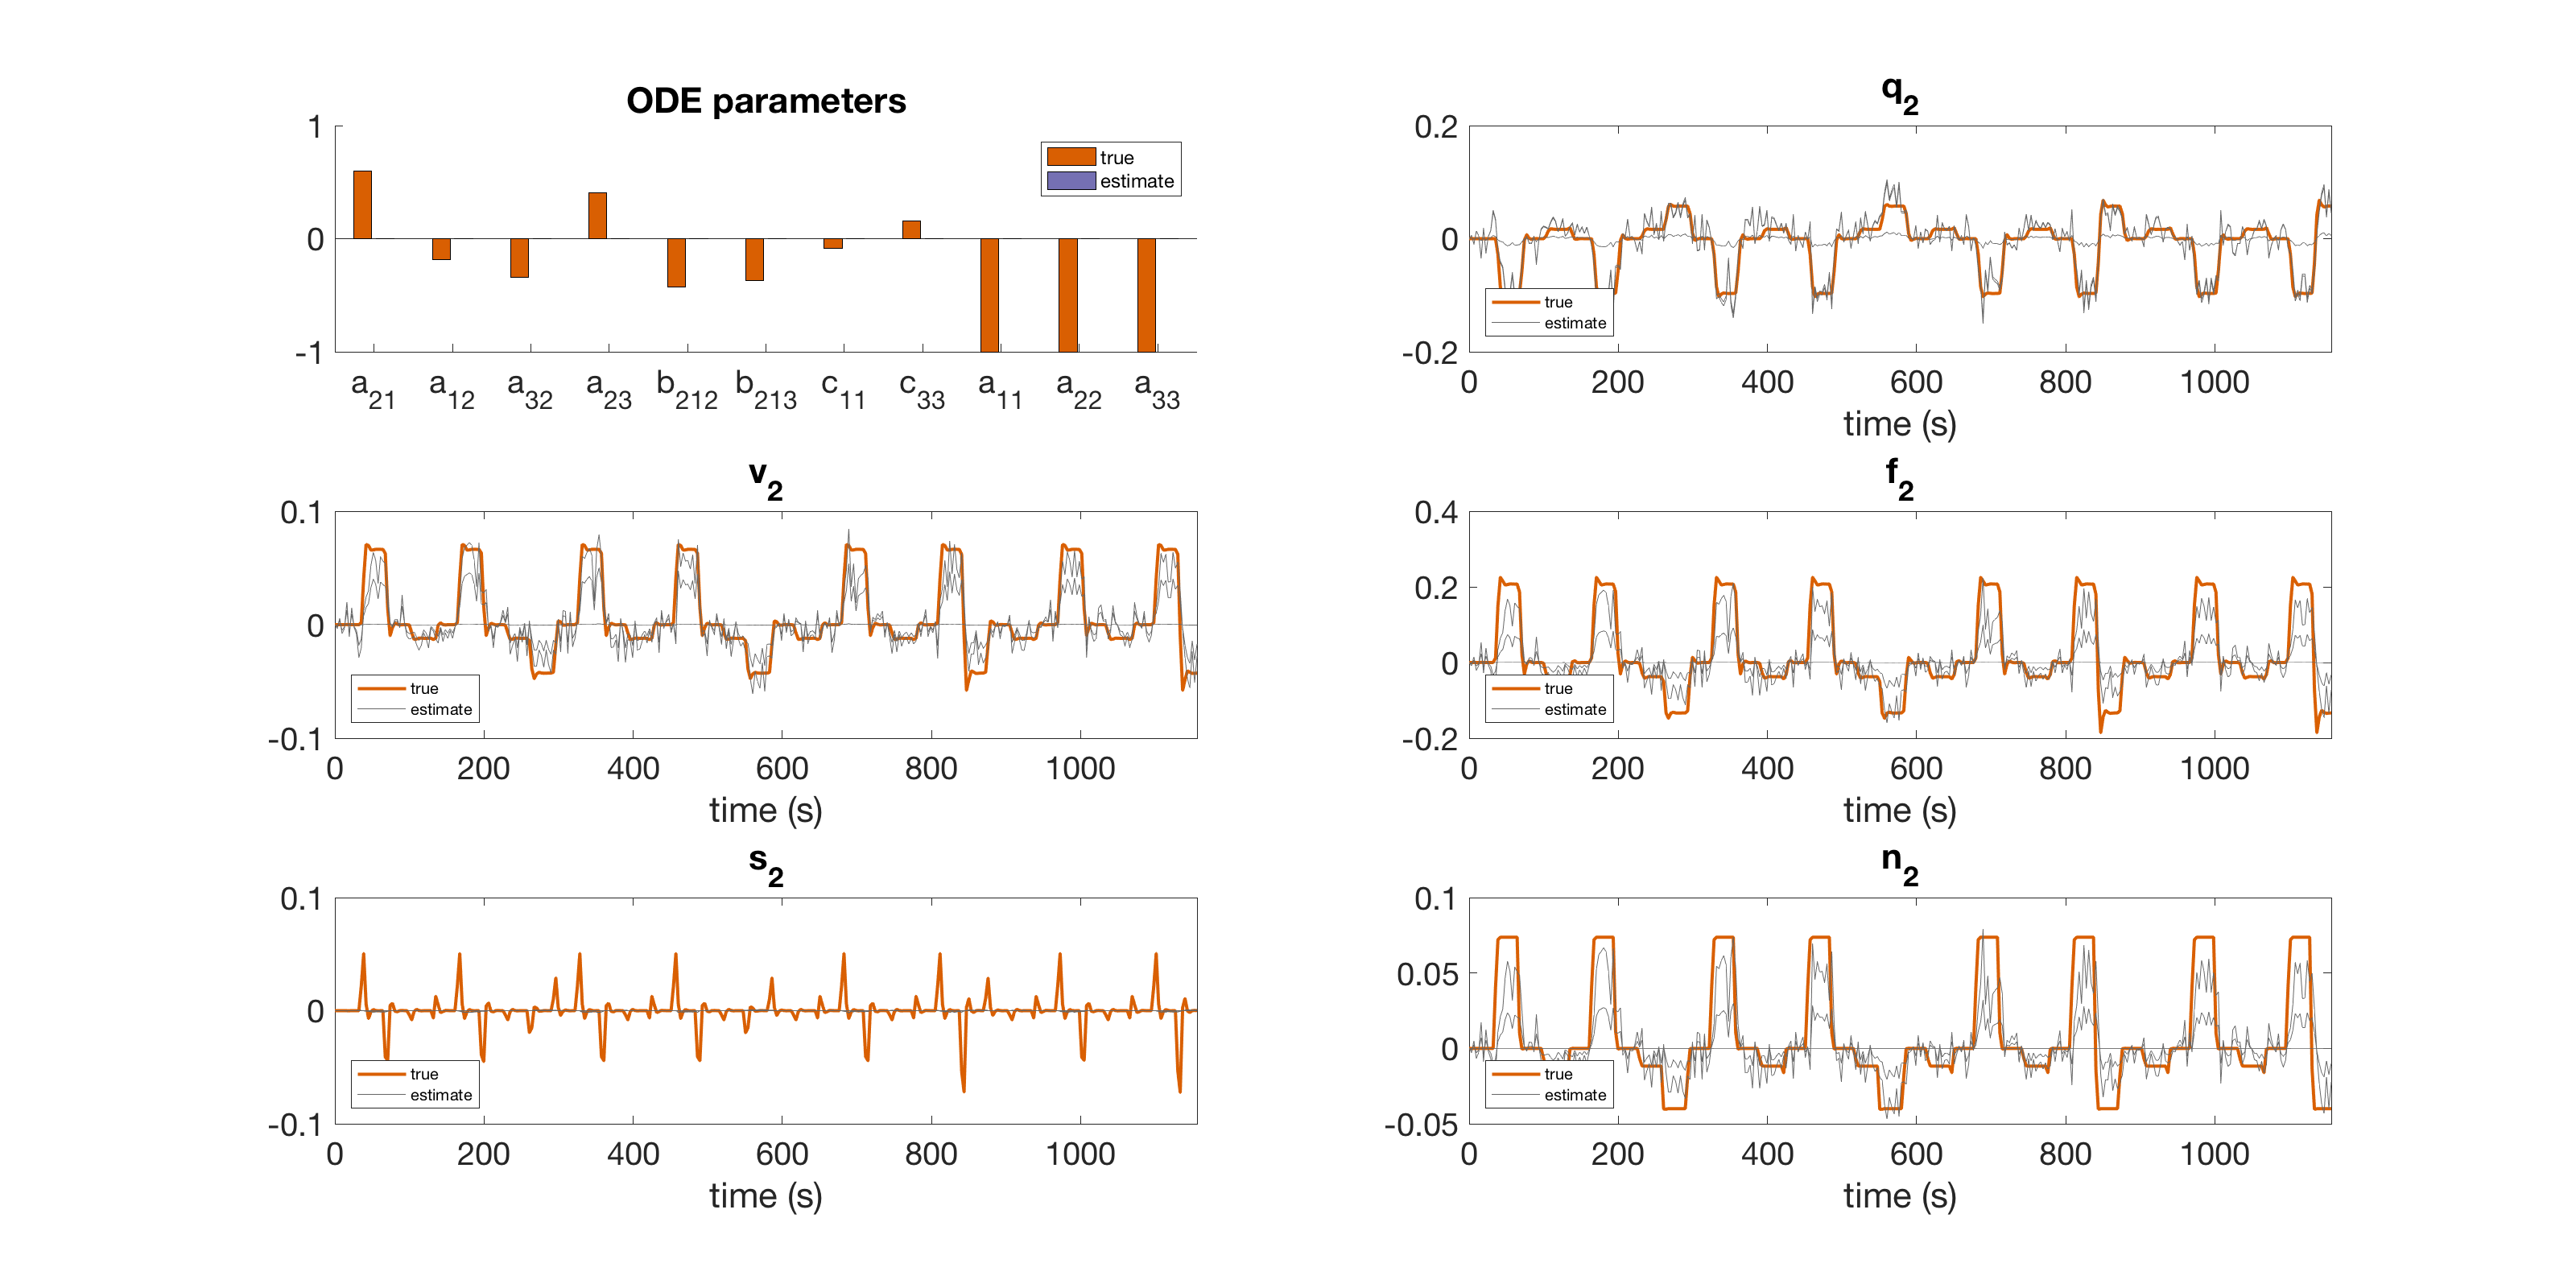 ODE parameters
1
0
-1
a21 a12 a32 a23 b212 b213 c11 c33 a11 a22 a33
true
estimate
q2
0.2
0
-0.2
0 200 400 600 800 1000
time (s)
true
estimate
v2
0.1
0
-0.1
0 200 400 600 800 1000
time (s)
true
estimate
f2
0.4
0.2
0
-0.2
0 200 400 600 800 1000
time (s)
true
estimate
s2
0.1
0
-0.1
0 200 400 600 800 1000
time (s)
true
estimate
n2
0.1
0.05
0
-0.05
0 200 400 600 800 1000
time (s)
true
estimate